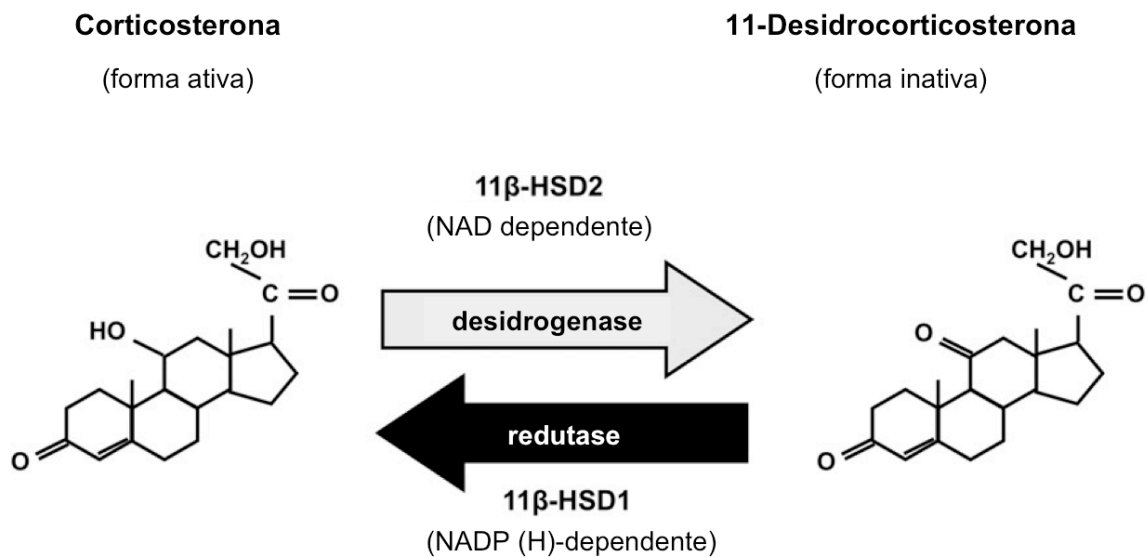 Corticosterona
(forma ativa)
11-Desidrocorticosterona
(forma inativa)
11β-HSD2
(NAD dependente)
CH₂OH
C=O
HO
O
desidrogenase
redutase
CH₂OH
C=O
O
O
11β-HSD1
(NADP (H)-dependente)